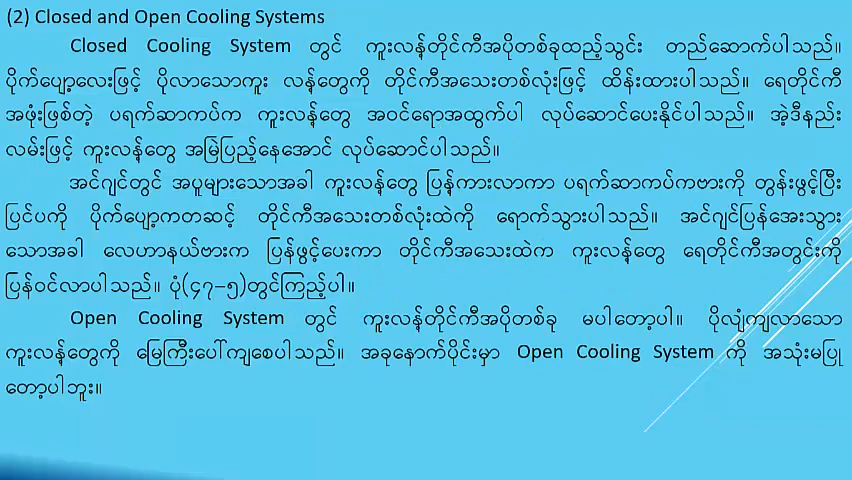 (2) Closed and Open Cooling Systems
Closed Cooling System တွင် ကူးလန့်တိုင်ကီအပိုတစ်ခုထည့်သွင်း တည်ဆောက်ပါသည်။
ပိုက်ပျော့လေးဖြင့် ပိုလာသောကူး လန့်တွေကို တိုင်ကီအသေးတစ်လုံးဖြင့် ထိန်းထားပါသည်။ ရေတိုင်ကီ
အဖုံးဖြစ်တဲ့ ပရက်ဆာကပ်က ကူးလန့်တွေ အဝင်ရောအထွက်ပါ လုပ်ဆောင်ပေးနိုင်ပါသည်။ အဲ့ဒီနည်း
လမ်းဖြင့် ကူးလန့်တွေ အမြဲပြည့်နေအောင် လုပ်ဆောင်ပါသည်။
အင်ဂျင်တွင် အပူများသောအခါ ကူးလန့်တွေ ပြန့်ကားလာကာ ပရက်ဆာကပ်ကဗားကို တွန်းဖွင့်ပြီး
ပြင်ပကို ပိုက်ပျော့ကတဆင့် တိုင်ကီအသေးတစ်လုံးထဲကို ရောက်သွားပါသည်။ အင်ဂျင်ပြန်အေးသွား
သောအခါ လေဟာနယ်ဗားက ပြန်ဖွင့်ပေးကာ တိုင်ကီအသေးထဲက ကူးလန့်တွေ ရေတိုင်ကီအတွင်းကို
ပြန်ဝင်လာပါသည်။ ပုံ(၄၇−၅)တွင်ကြည့်ပါ။
Open Cooling System တွင် ကူးလန့်တိုင်ကီအပိုတစ်ခု မပါတော့ပါ။ ပိုလျှံကျလာသော
ကူးလန့်တွေကို မြေကြီးပေါ်ကျစေပါသည်။ အခုနောက်ပိုင်းမှာ Open Cooling System ကို အသုံးမပြု
တော့ပါဘူး။